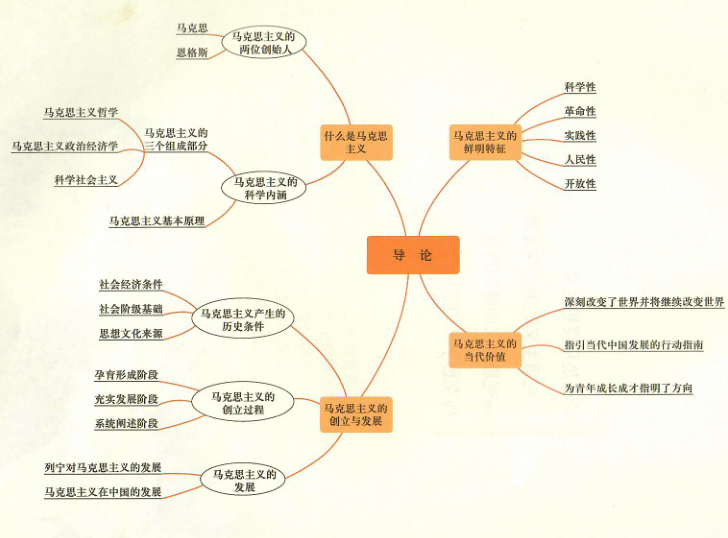 马克思
恩格斯
马克思主义的
两位创始人
马克思主义哲学
马克思主义政治经济学
科学社会主义
马克思主义的
三个组成部分
马克思主义基本原理
马克思主义的
科学内涵
什么是马克思
主义
社会经济条件
社会阶级基础
思想文化来源
马克思主义产生的
历史条件
孕育形成阶段
充实发展阶段
系统阐述阶段
马克思主义的
创立过程
列宁对马克思主义的发展
马克思主义在中国的发展
马克思主义的
发展
马克思主义的
创立与发展
导 论
马克思主义的
鲜明特征
科学性
革命性
实践性
人民性
开放性
马克思主义的
当代价值
深刻改变了世界并将继续改变世界
指引当代中国发展的行动指南
为青年成长成才指明了方向